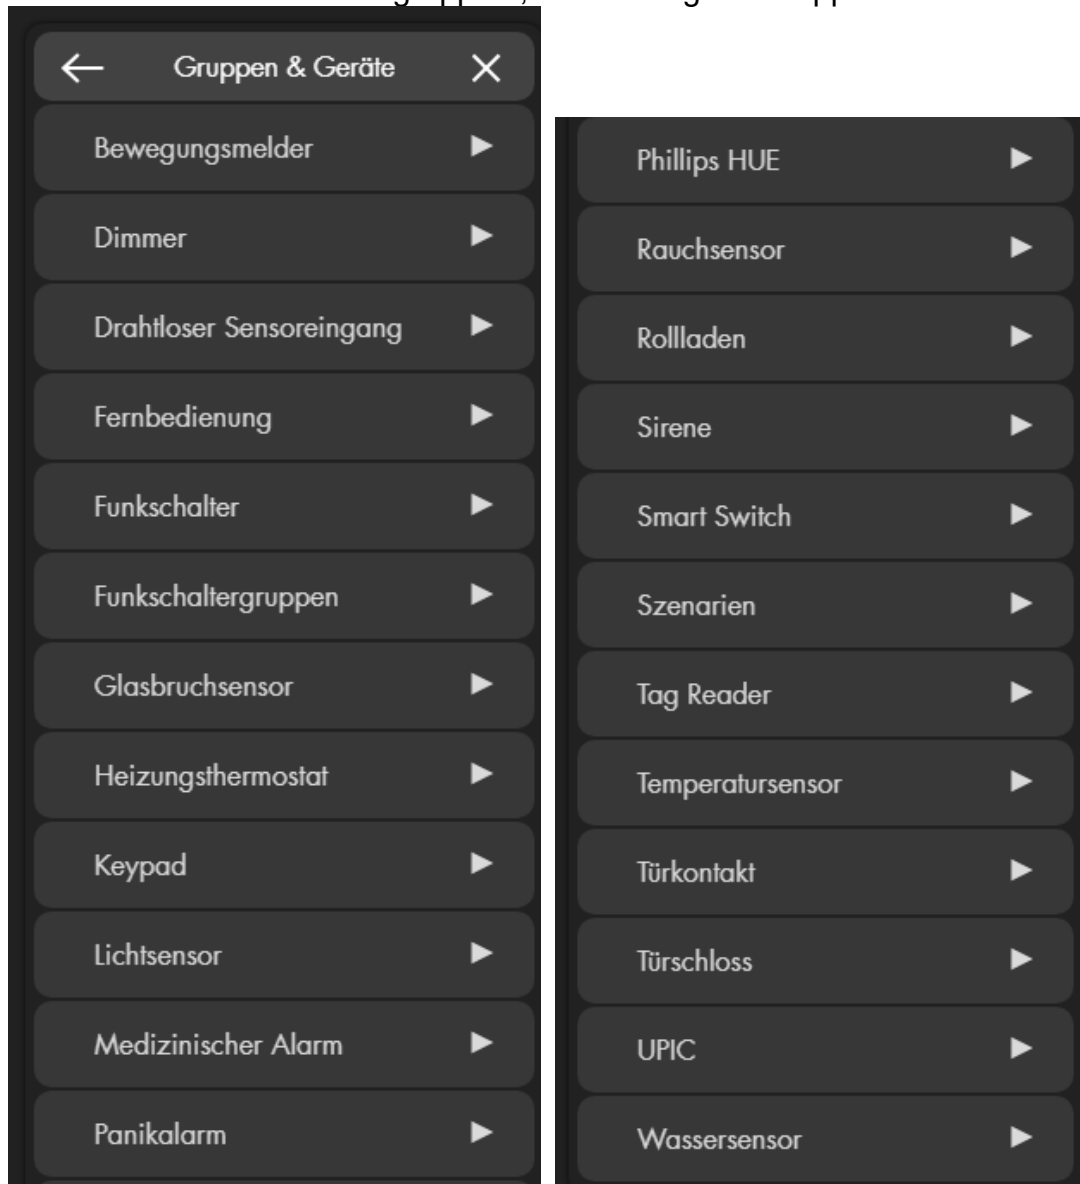 Gruppen & Geräte
Bewegungsmelder
Dimmer
Drahtloser Sensoreingang
Fernbedienung
Funkschalter
Funkschaltergruppen
Glasbruchsensor
Heizungsthermostat
Keypad
Lichtsensor
Medizinischer Alarm
Panikalarm
Phillips HUE
Rauchsensor
Rollladen
Sirene
Smart Switch
Szenarien
Tag Reader
Temperatursensor
Türkontakt
Türschloss
UPIC
Wassersensor